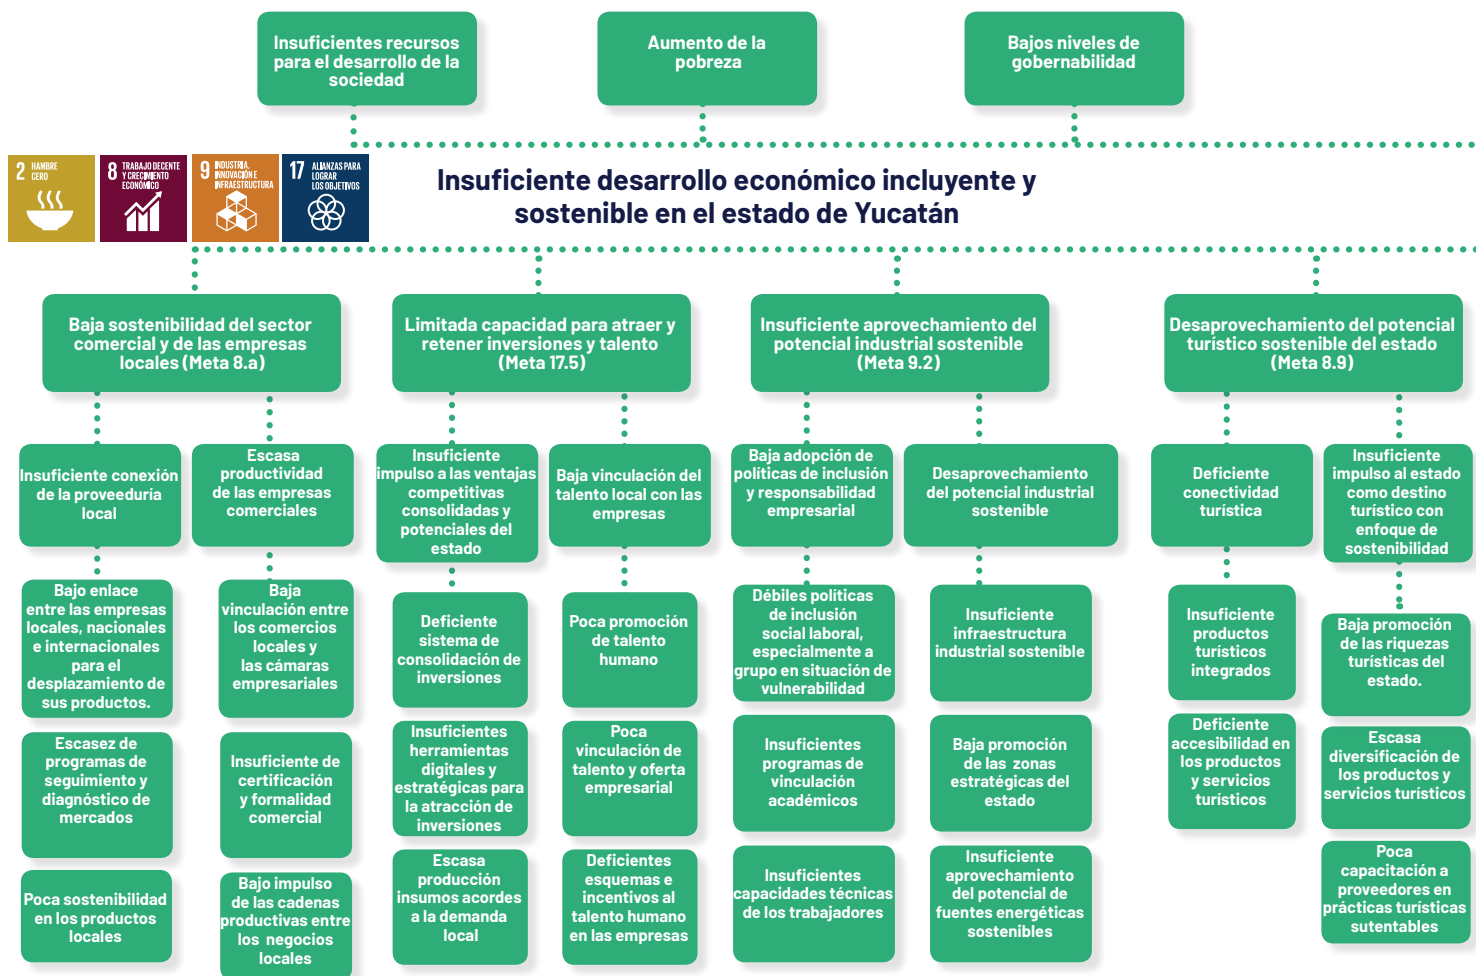 Insuficientes recursos
para el desarrollo de la
sociedad
Aumento de la
pobreza
Bajos niveles de
gobernabilidad
2 HAMBRE
CERO
8 TRABAJO DECENTE
Y CRECIMIENTO
ECONÓMICO
9 INDUSTRIA,
INNOVACIÓN E
INFRAESTRUCTURA
17 ALIANZAS PARA
LOGRAR
LOS OBJETIVOS
Insuficiente desarrollo económico incluyente y
sostenible en el estado de Yucatán
Baja sostenibilidad del sector
comercial y de las empresas
locales (Meta 8.a)
Limitada capacidad para atraer y
retener inversiones y talento
(Meta 17.5)
Insuficiente aprovechamiento del
potencial industrial sostenible
(Meta 9.2)
Desaprovechamiento del potencial
turístico sostenible del estado
(Meta 8.9)
Insuficiente conexión
de la proveeduría
local
Escasa
productividad
de las empresas
comerciales
Insuficiente
impulso a las ventajas
competitivas
consolidadas y
potenciales del
estado
Baja vinculación del
talento local con las
empresas
Baja adopción de
políticas de inclusión
y responsabilidad
empresarial
Desaprovechamiento
del potencial industrial
sostenible
Deficiente
conectividad
turística
Insuficiente
impulso al estado
como destino
turístico con
enfoque de
sostenibilidad
Bajo enlace
entre las empresas
locales, nacionales
e internacionales
para el
desplazamiento de
sus productos.
Baja
vinculación entre
los comercios
locales y
las cámaras
empresariales
Deficiente
sistema de
consolidación de
inversiones
Poca promoción
de talento
humano
Débiles políticas
de inclusión
social laboral,
especialmente a
grupo en situación de
vulnerabilidad
Insuficiente
infraestructura
industrial sostenible
Insuficiente
productos
turísticos
integrados
Baja promoción
de las riquezas
turísticas del
estado.
Escasez de
programas de
seguimiento y
diagnóstico de
mercados
Insuficiente de
certificación
y formalidad
comercial
Insuficientes
herramientas
digitales y
estratégicas para
la atracción de
inversiones
Poca
vinculación de
talento y oferta
empresarial
Insuficientes
programas de
vinculación
académicos
Baja promoción
de las zonas
estratégicas del
estado
Deficiente
accesibilidad en
los productos
y servicios
turísticos
Escasa
diversificación de
los productos y
servicios turísticos
Poca sostenibilidad
en los productos
locales
Bajo impulso
de las cadenas
productivas entre
los negocios
locales
Escasa
producción
insumos acordes
a la demanda
local
Deficientes
esquemas e
incentivos al
talento humano
en las empresas
Insuficientes
capacidades técnicas
de los trabajadores
Insuficiente
aprovechamiento
del potencial de
fuentes energéticas
sostenibles
Poca
capacitación a
proveedores en
prácticas turísticas
sutentables